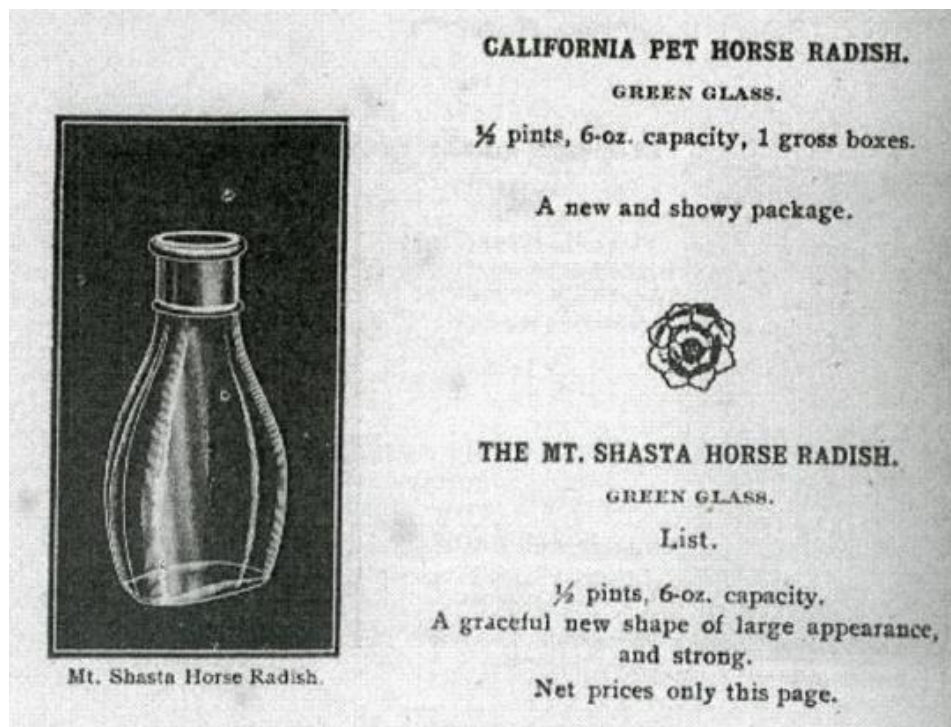 CALIFORNIA PET HORSE RADISH.
GREEN GLASS.
½ pints, 6-oz. capacity, 1 gross boxes.
A new and showy package.
THE MT. SHASTA HORSE RADISH.
GREEN GLASS.
List.
½ pints, 6-oz. capacity.
A graceful new shape of large appearance,
and strong.
Net prices only this page.
Mt. Shasta Horse Radish.